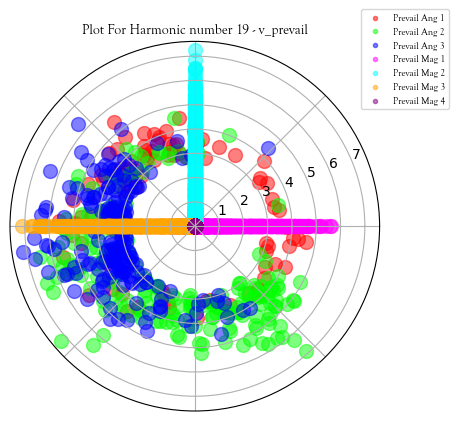 Plot For Harmonic number 19 - v_prevail
Prevail Ang 1
Prevail Ang 2
Prevail Ang 3
Prevail Mag 1
Prevail Mag 2
Prevail Mag 3
Prevail Mag 4
1
2
3
4
5
6
7